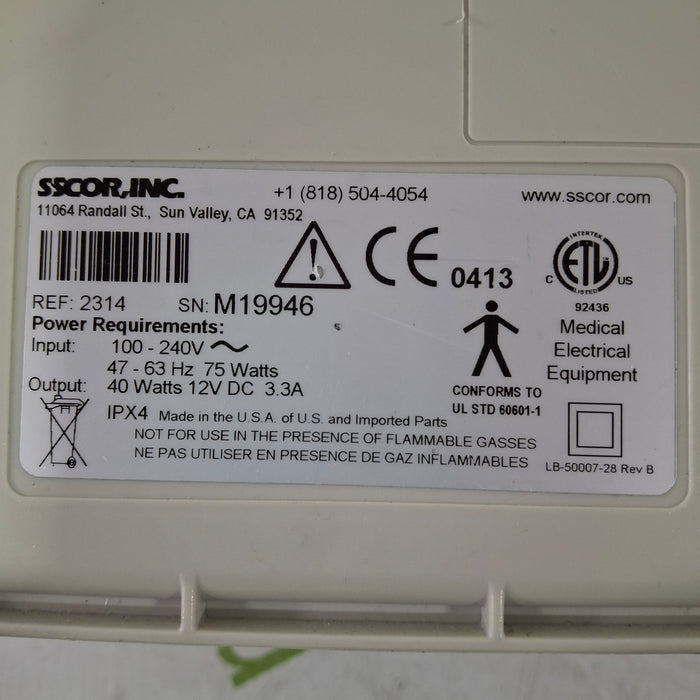 SSCOR, INC.
+1 (818) 504-4054
www.sscor.com
11064 Randall St., Sun Valley, CA 91352
CE 0413
INTERTEK
C ETL US
LISTED
92436
REF: 2314 SN: M19946
Power Requirements:
Input: 100 - 240V
47 - 63 Hz 75 Watts
Output: 40 Watts 12V DC 3.3A
Medical
Electrical
Equipment
CONFORMS TO
UL STD 60601-1
IPX4 Made in the U.S.A. of U.S. and Imported Parts
NOT FOR USE IN THE PRESENCE OF FLAMMABLE GASSES
NE PAS UTILISER EN PRESENCE DE GAZ INFLAMMABLES
LB-50007-28 Rev B